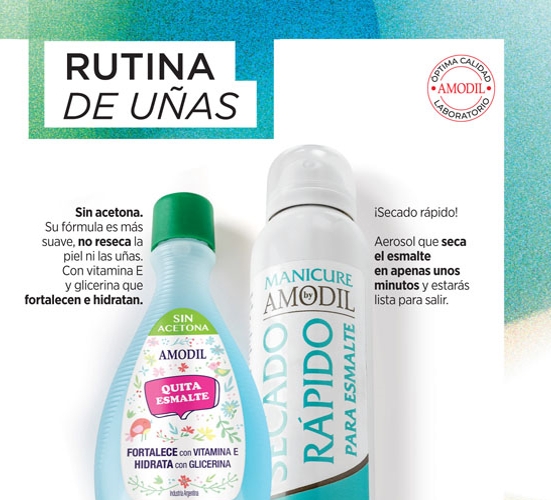 RUTINA
DE UÑAS
ÓPTIMA CALIDAD
AMODIL
LABORATORIO
Sin acetona.
Su fórmula es más
suave, no reseca la
piel ni las uñas.
Con vitamina E
y glicerina que
fortalecen e hidratan.
¡Secado rápido!
Aerosol que seca
el esmalte
en apenas unos
minutos y estarás
lista para salir.
SIN
ACETONA
AMODIL
QUITA
ESMALTE
FORTALECE con VITAMINA E
HIDRATA con GLICERINA
Industria Argentina
MANICURE
by
AMODIL
SECADO
RÁPIDO
PARA ESMALTE